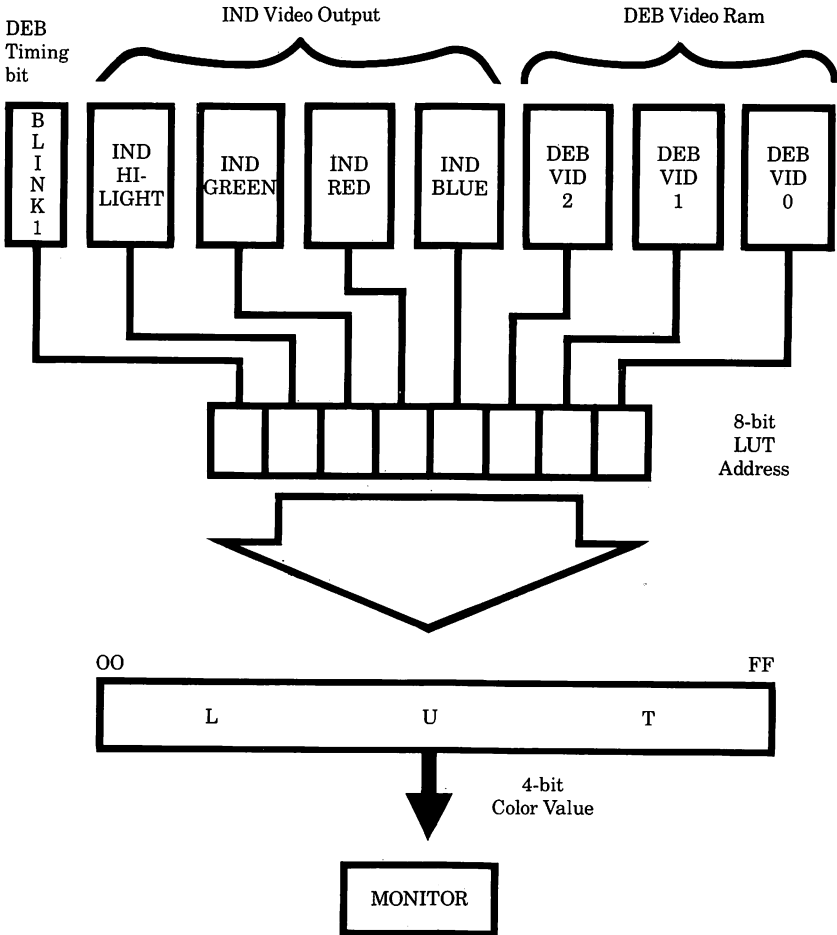 IND Video Output
DEB Video Ram
DEB
Timing
bit
B
L
I
N
K
1
IND
HI-
LIGHT
IND
GREEN
IND
RED
IND
BLUE
DEB
VID
2
DEB
VID
1
DEB
VID
0
8-bit
LUT
Address
OO
FF
L U T
4-bit
Color Value
MONITOR